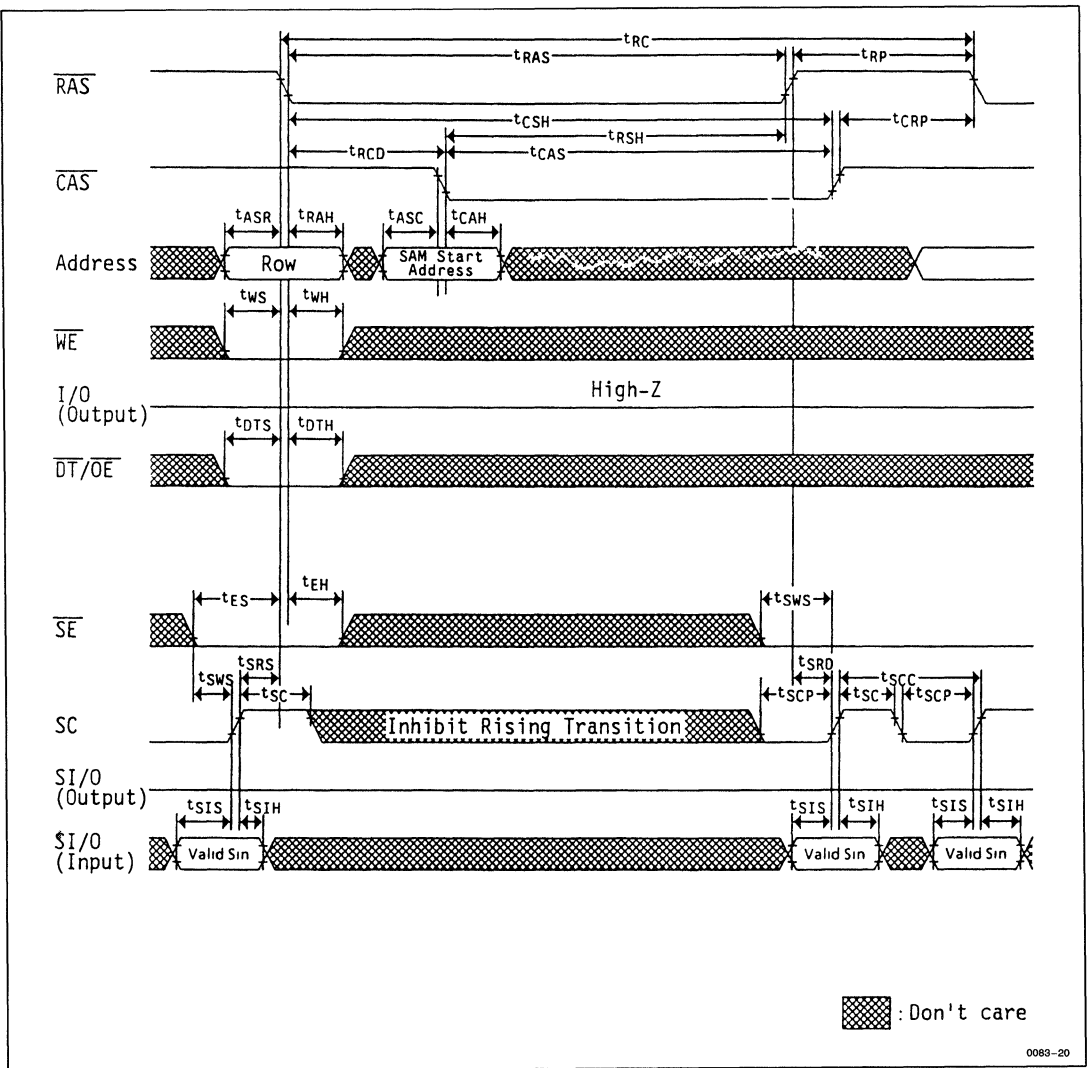 tRC
tRAS tRP
RAS
tCSH tCRP
tRSH
tRCD tCAS
CAS
tASR tRAH tASC tCAH
Address Row SAM Start Address
tWS tWH
WE
I/O (Output) High-Z
tDTS tDTH
DT/OE
tES tEH tSWS
SE
tSWS tSRS tSRD tSCC
tSC tSCP tSC tSCP
SC Inhibit Rising Transition
SI/O (Output)
tSIS tSIH tSIS tSIH tSIS tSIH
SI/O (Input) Valid Sin Valid Sin Valid Sin
: Don't care
0083-20